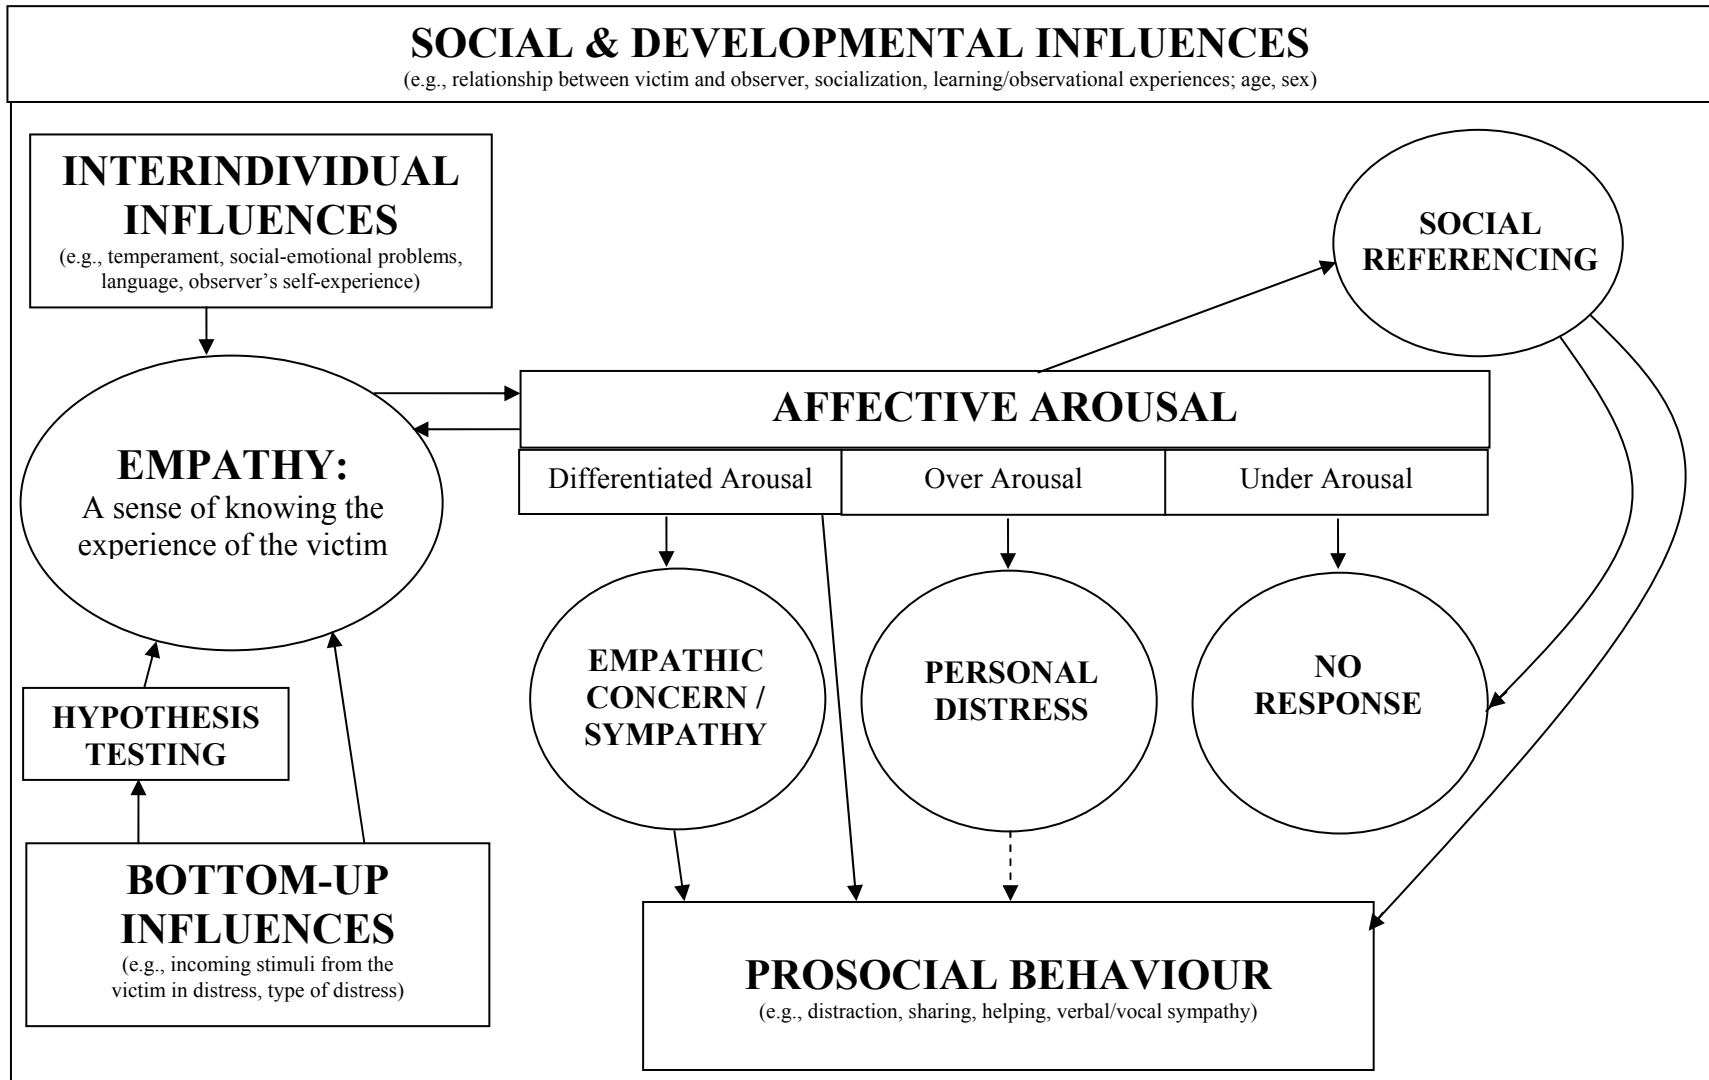 SOCIAL & DEVELOPMENTAL INFLUENCES
(e.g., relationship between victim and observer, socialization, learning/observational experiences; age, sex)
INTERINDIVIDUAL
INFLUENCES
(e.g., temperament, social-emotional problems,
language, observer’s self-experience)
SOCIAL
REFERENCING
AFFECTIVE AROUSAL
Differentiated Arousal
Over Arousal
Under Arousal
EMPATHY:
A sense of knowing the
experience of the victim
EMPATHIC
CONCERN /
SYMPATHY
PERSONAL
DISTRESS
NO
RESPONSE
HYPOTHESIS
TESTING
BOTTOM-UP
INFLUENCES
(e.g., incoming stimuli from the
victim in distress, type of distress)
PROSOCIAL BEHAVIOUR
(e.g., distraction, sharing, helping, verbal/vocal sympathy)